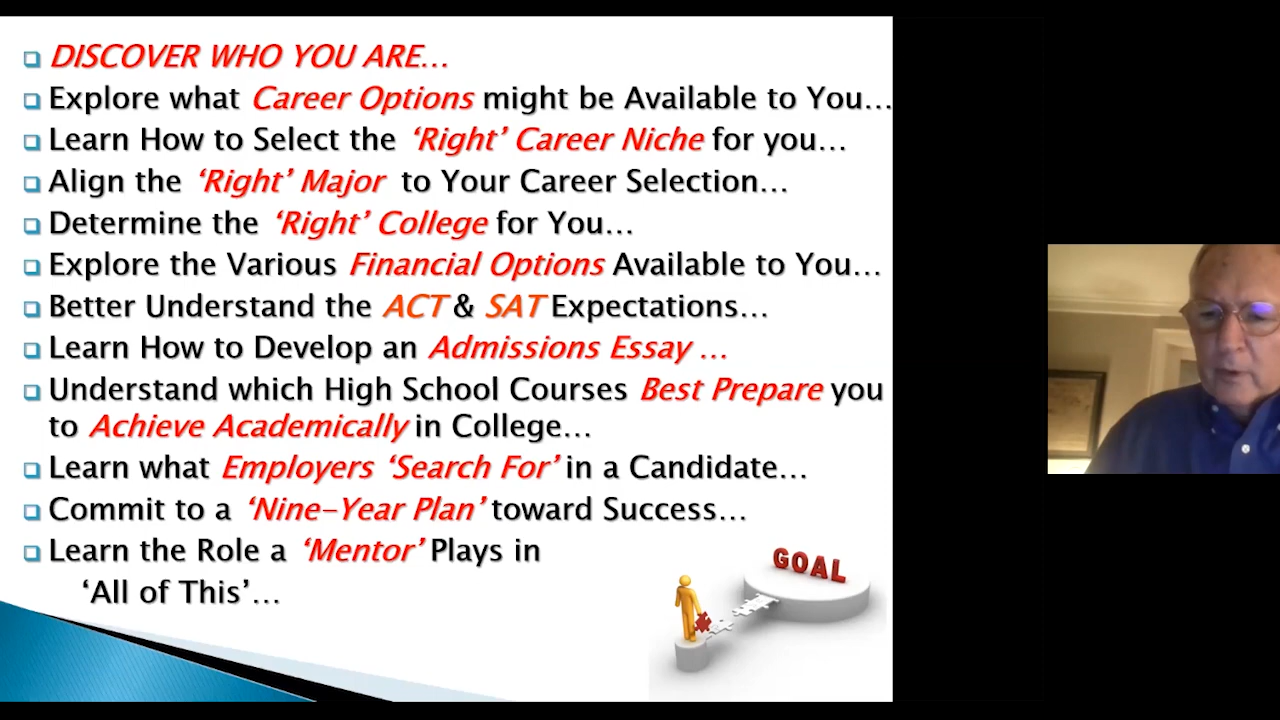 DISCOVER WHO YOU ARE…
Explore what Career Options might be Available to You…
Learn How to Select the ‘Right’ Career Niche for you…
Align the ‘Right’ Major to Your Career Selection…
Determine the ‘Right’ College for You…
Explore the Various Financial Options Available to You…
Better Understand the ACT & SAT Expectations…
Learn How to Develop an Admissions Essay …
Understand which High School Courses Best Prepare you
to Achieve Academically in College…
Learn what Employers ‘Search For’ in a Candidate…
Commit to a ‘Nine-Year Plan’ toward Success…
Learn the Role a ‘Mentor’ Plays in
‘All of This’…
GOAL